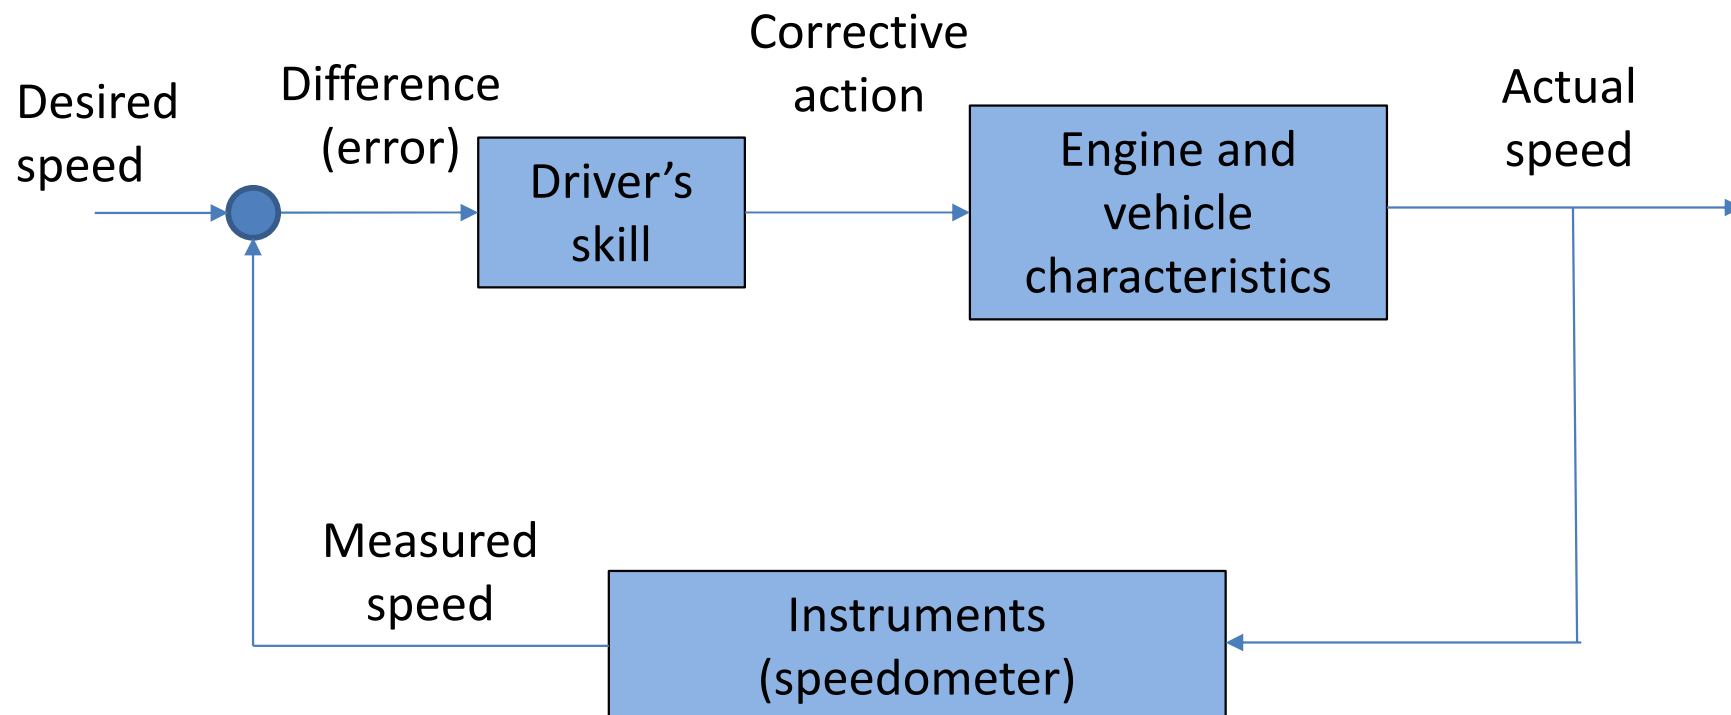 Desired
speed
Difference
(error)
Driver’s
skill
Corrective
action
Engine and
vehicle
characteristics
Actual
speed
Measured
speed
Instruments
(speedometer)